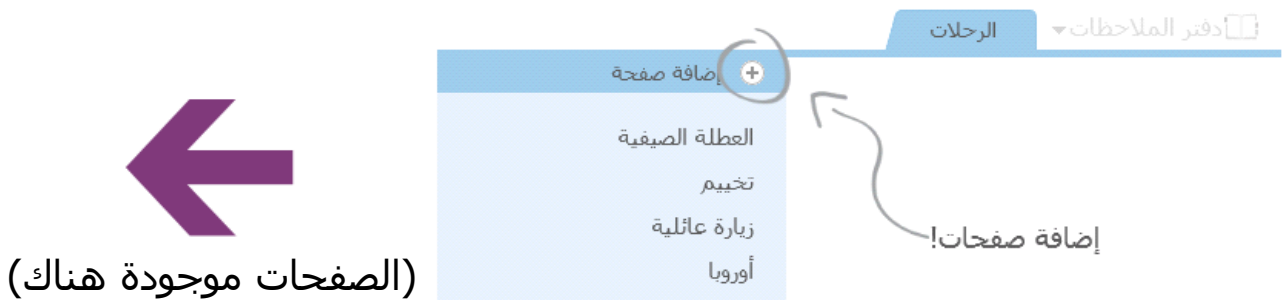 دفتر الملاحظات
الرحلات
إضافة صفحة
العطلة الصيفية
تخييم
زيارة عائلية
أوروبا
إضافة صفحات!
(الصفحات موجودة هناك)